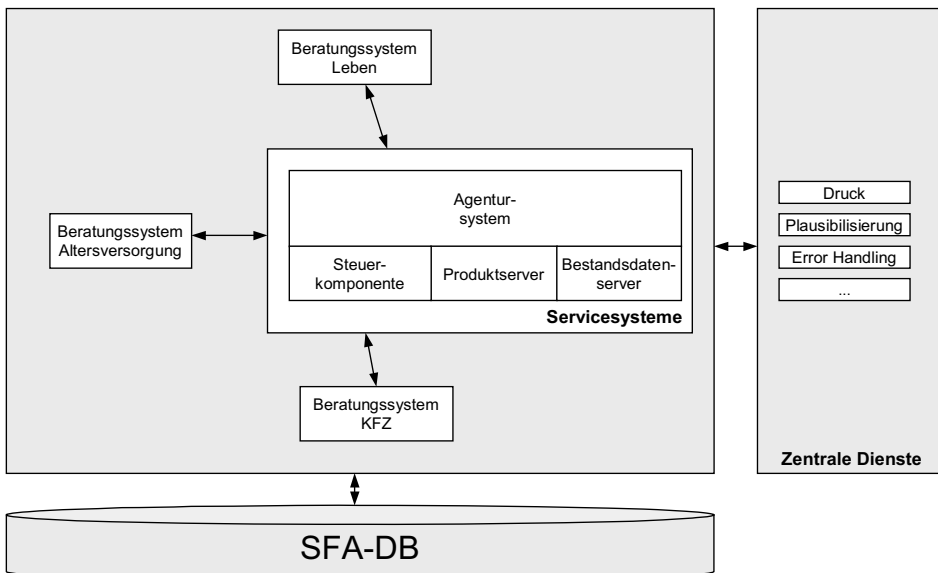 Beratungssystem
Leben
Agentur-
system
Beratungssystem
Altersversorgung
Steuer-
komponente
Produktserver
Bestandsdaten-
server
Servicesysteme
Beratungssystem
KFZ
Druck
Plausibilisierung
Error Handling
...
Zentrale Dienste
SFA-DB